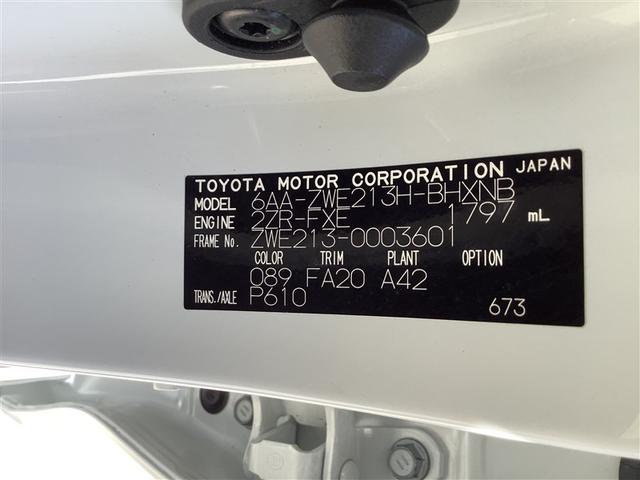 TOYOTA MOTOR CORPORATION JAPAN
MODEL 6AA-ZWE213H-BHXNB
ENGINE 2ZR-FXE 1797 mL
FRAME No. ZWE213-0003601
COLOR TRIM PLANT OPTION
089 FA20 A42
TRANS./AXLE P610
673